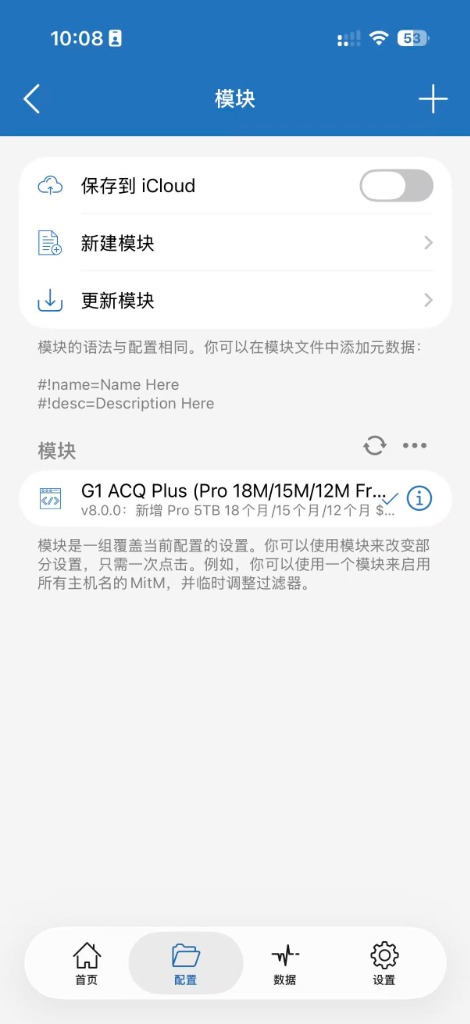 10:08
53
模块
保存到 iCloud
新建模块
更新模块
模块的语法与配置相同。你可以在模块文件中添加元数据：
#!name=Name Here
#!desc=Description Here
模块
G1 ACQ Plus (Pro 18M/15M/12M Fr...
v8.0.0：新增 Pro 5TB 18个月/15个月/12个月 $...
模块是一组覆盖当前配置的设置。你可以使用模块来改变部
分设置，只需一次点击。例如，你可以使用一个模块来启用
所有主机名的MitM，并临时调整过滤器。
首页
配置
数据
设置